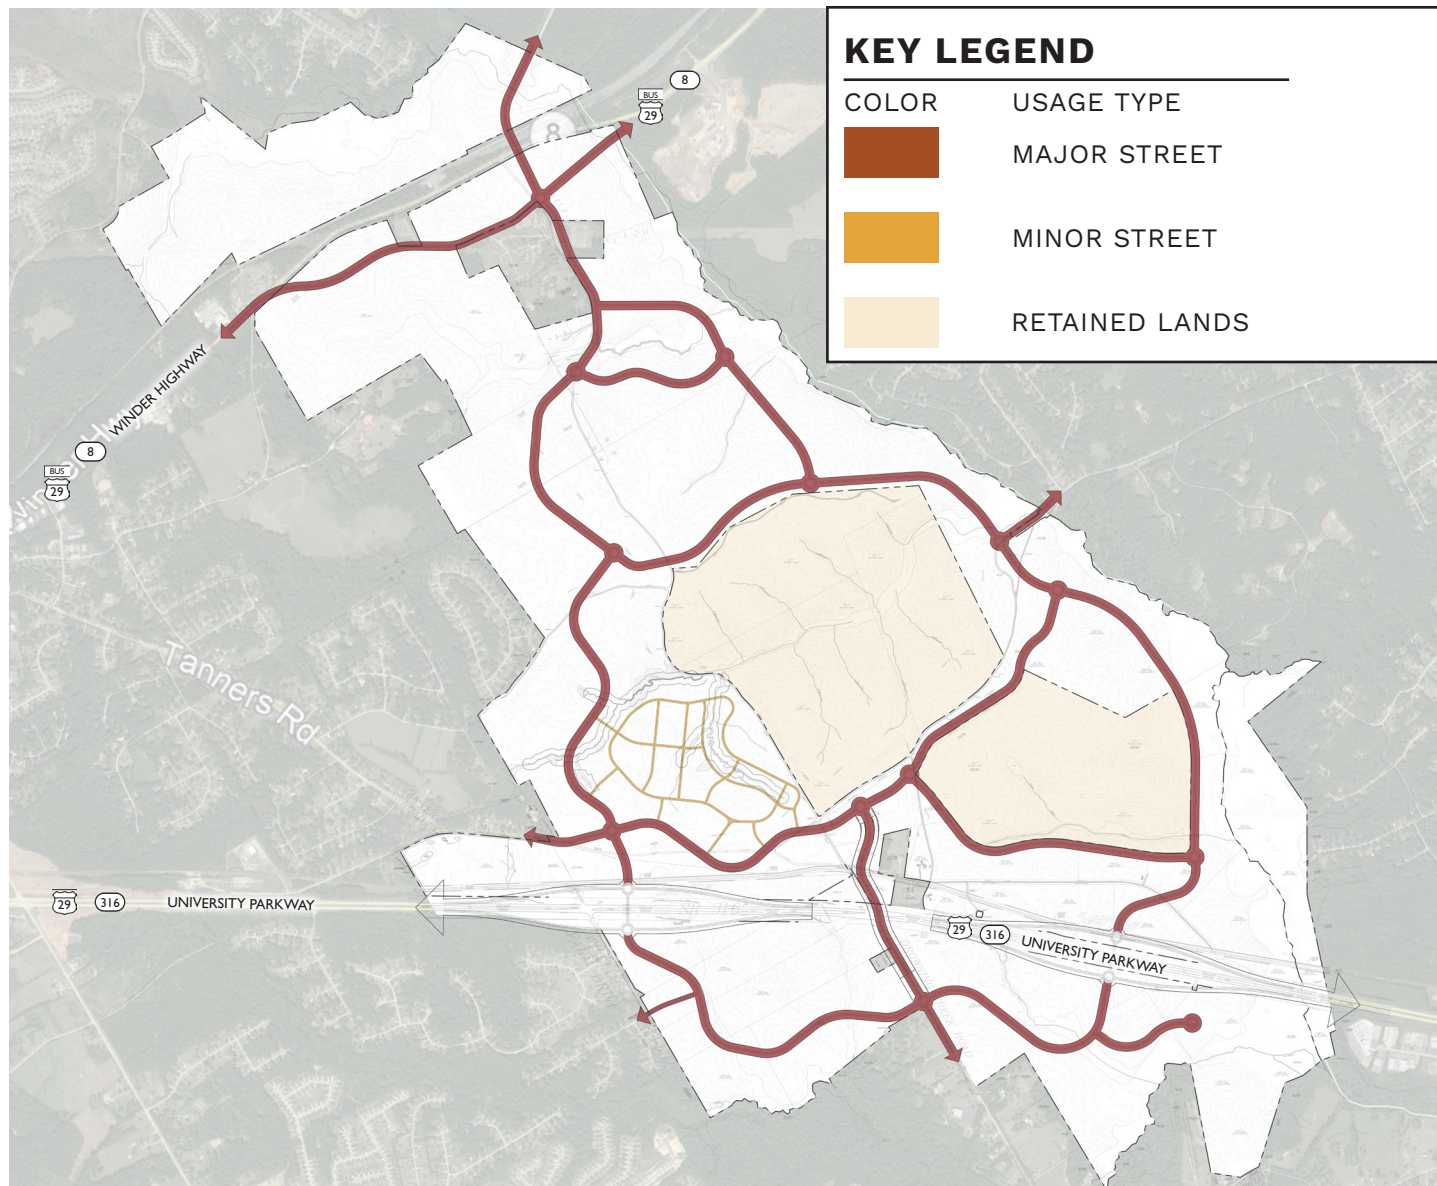 KEY LEGEND
COLOR USAGE TYPE
MAJOR STREET
MINOR STREET
RETAINED LANDS
8
BUS
29
8
WINDER HIGHWAY
8
BUS
29
Tanners Rd
29 316 UNIVERSITY PARKWAY
29 316 UNIVERSITY PARKWAY